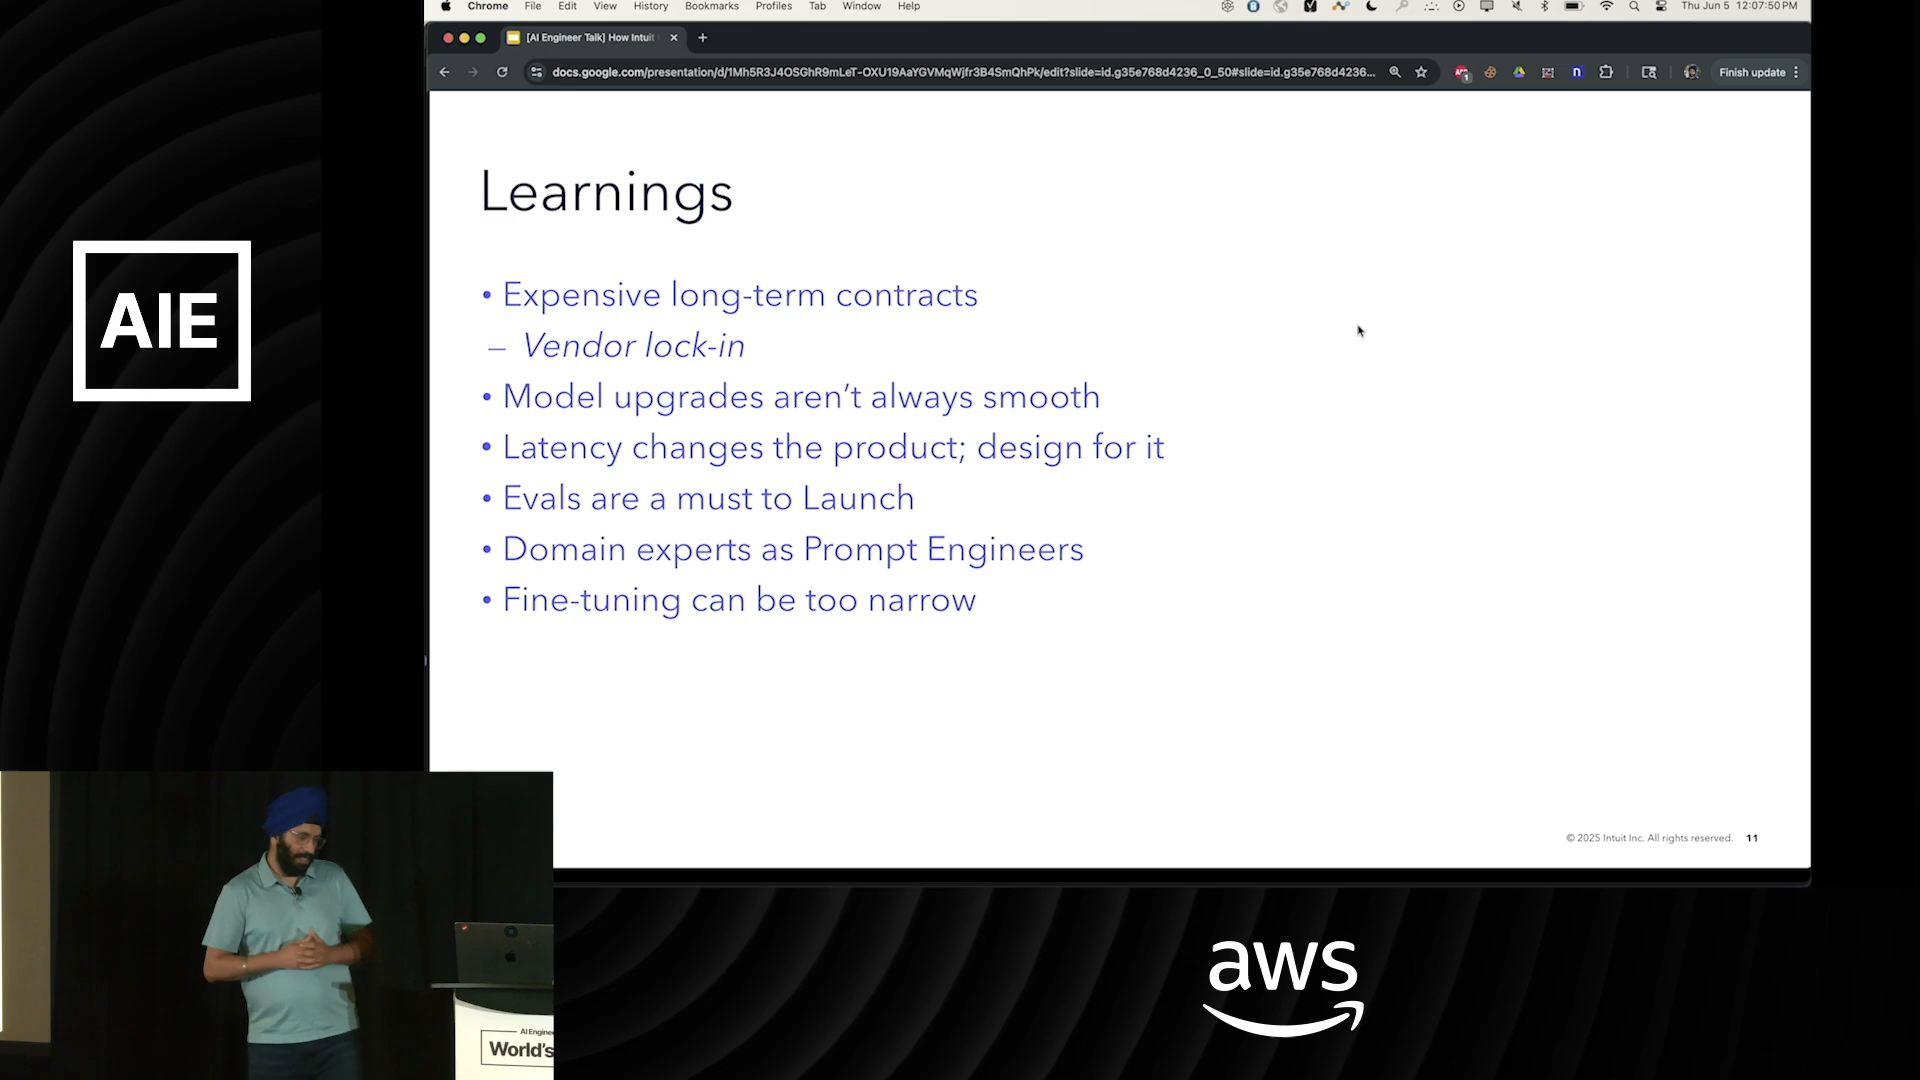 Chrome File Edit View History Bookmarks Profiles Tab Window Help
Thu Jun 5 12:07:50 PM
[AI Engineer Talk] How Intuit
docs.google.com/presentation/d/1Mh5R3J4OSGhR9mLeT-OXU19AaYGVMqWjfr3B4SmQhPk/edit?slide=id.g35e768d4236_0_50#slide=id.g35e768d4236...
Finish update
AIE
Learnings
• Expensive long-term contracts
– Vendor lock-in
• Model upgrades aren’t always smooth
• Latency changes the product; design for it
• Evals are a must to Launch
• Domain experts as Prompt Engineers
• Fine-tuning can be too narrow
© 2025 Intuit Inc. All rights reserved. 11
AI Engine
World's
aws